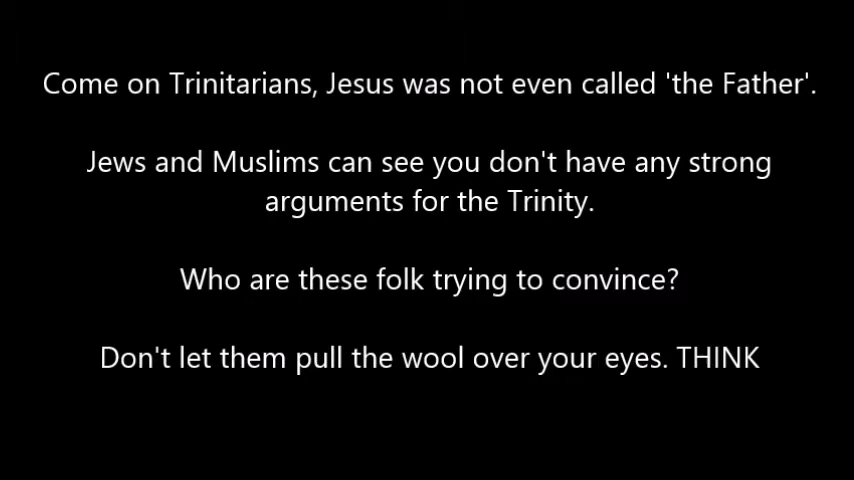 Come on Trinitarians, Jesus was not even called 'the Father'.
Jews and Muslims can see you don't have any strong
arguments for the Trinity.
Who are these folk trying to convince?
Don't let them pull the wool over your eyes. THINK